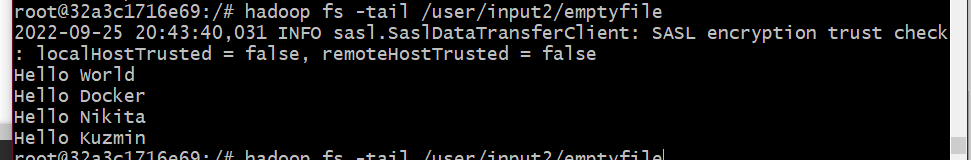 root@32a3c1716e69:/# hadoop fs -tail /user/input2/emptyfile
2022-09-25 20:43:40,031 INFO sasl.SaslDataTransferClient: SASL encryption trust check
: localHostTrusted = false, remoteHostTrusted = false
Hello World
Hello Docker
Hello Nikita
Hello Kuzmin
root@32a3c1716e69:/# hadoop fs -tail /user/input2/emptyfile